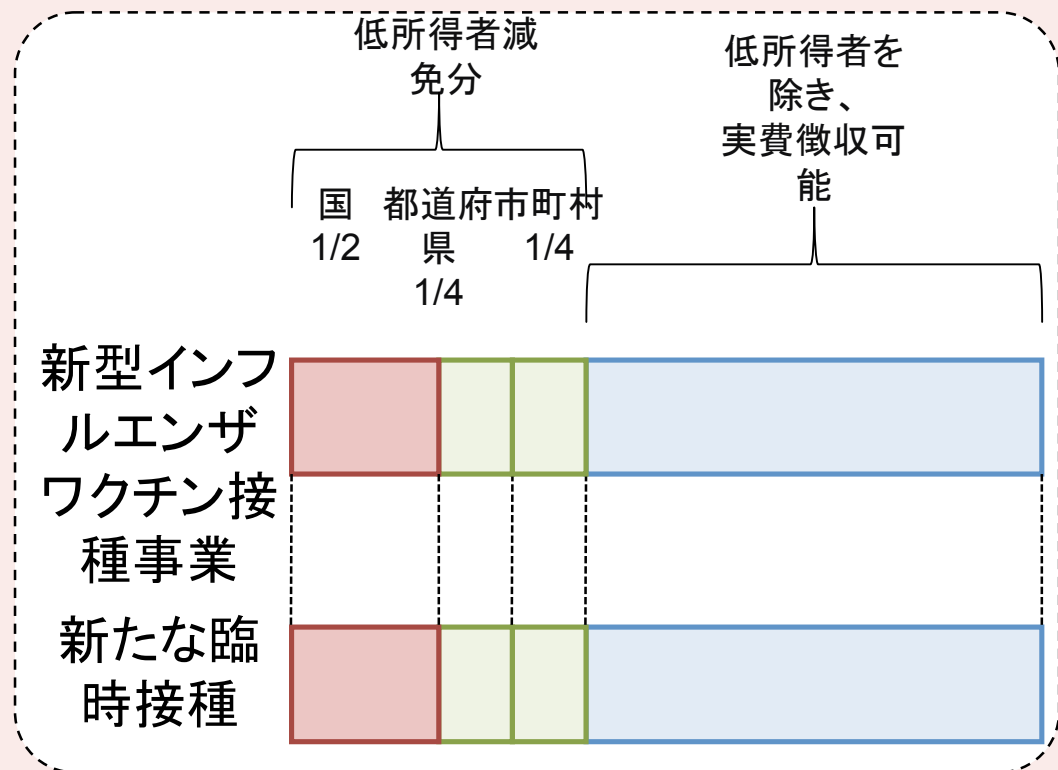 低所得者減
免分
低所得者を
除き、
実費徴収可
能
国
1/2
都道府
県
1/4
市町村
1/4
新型インフ
ルエンザ
ワクチン接
種事業
新たな臨
時接種